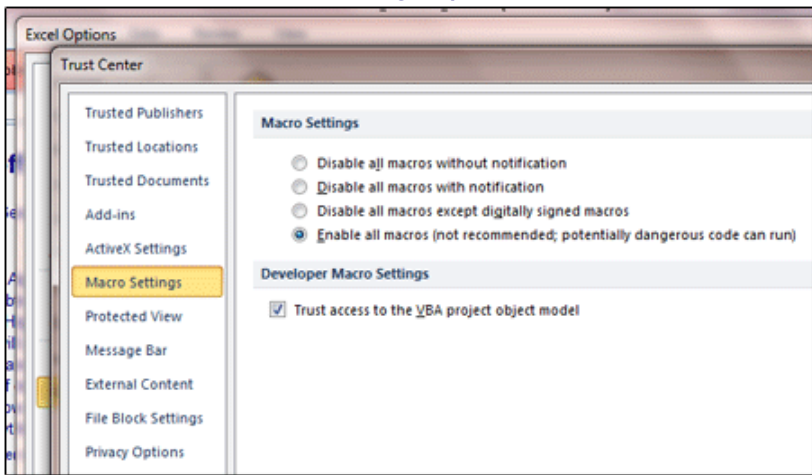 Excel Options
Trust Center
Trusted Publishers
Trusted Locations
Trusted Documents
Add-ins
ActiveX Settings
Macro Settings
Protected View
Message Bar
External Content
File Block Settings
Privacy Options
Macro Settings
Disable all macros without notification
Disable all macros with notification
Disable all macros except digitally signed macros
Enable all macros (not recommended; potentially dangerous code can run)
Developer Macro Settings
Trust access to the VBA project object model